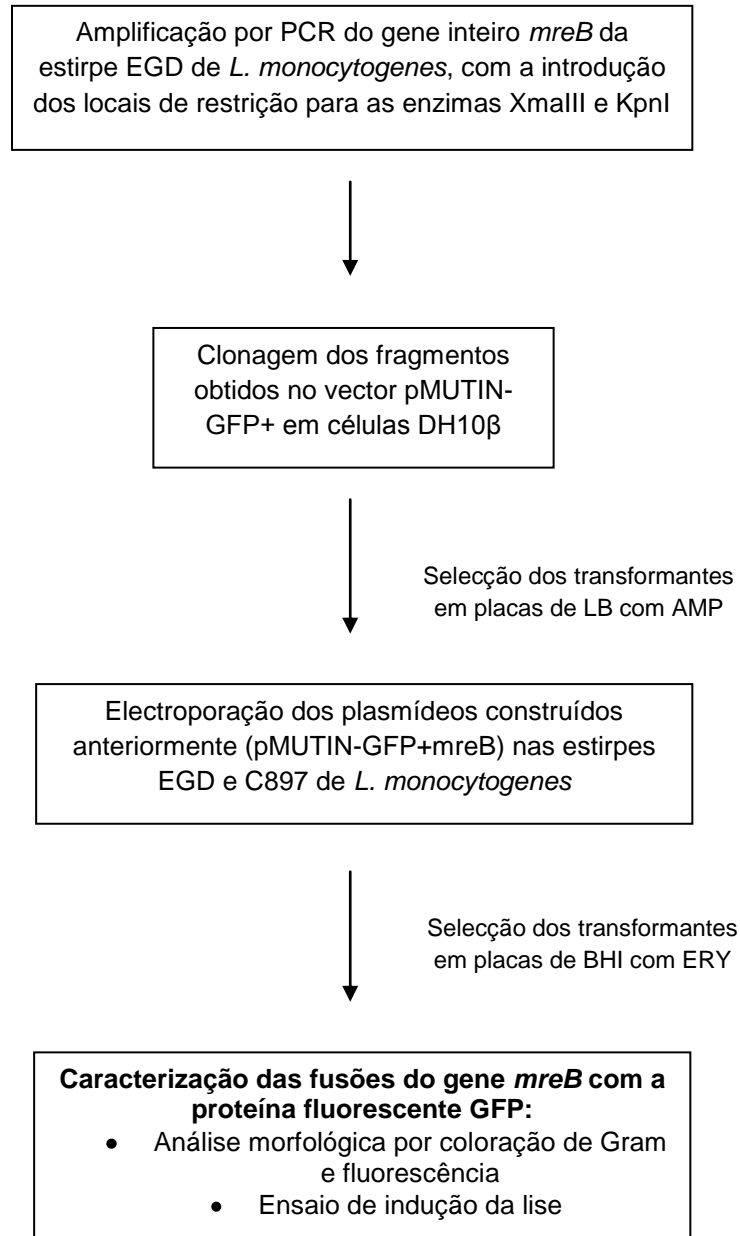 Amplificação por PCR do gene inteiro mreB da
estirpe EGD de L. monocytogenes, com a introdução
dos locais de restrição para as enzimas XmaIII e KpnI
Clonagem dos fragmentos
obtidos no vector pMUTIN-
GFP+ em células DH10β
Selecção dos transformantes
em placas de LB com AMP
Electroporação dos plasmídeos construídos
anteriormente (pMUTIN-GFP+mreB) nas estirpes
EGD e C897 de L. monocytogenes
Selecção dos transformantes
em placas de BHI com ERY
Caracterização das fusões do gene mreB com a
proteína fluorescente GFP:
• Análise morfológica por coloração de Gram
e fluorescência
• Ensaio de indução da lise